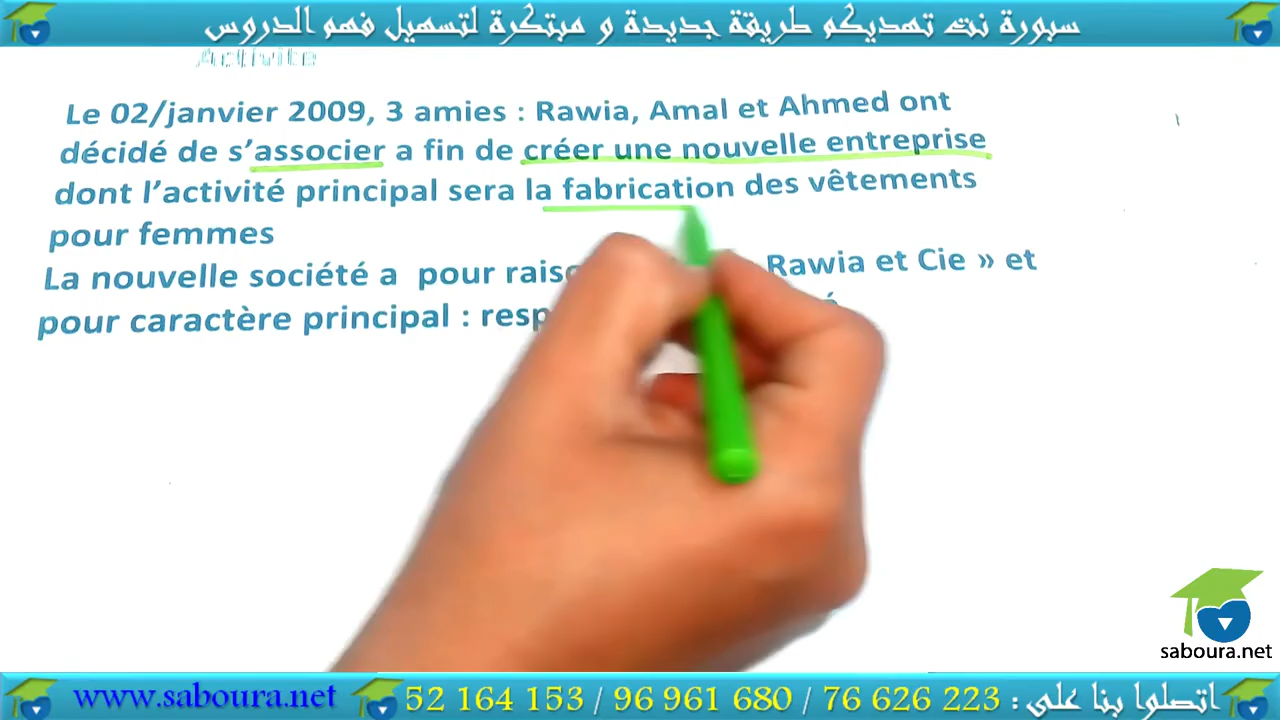 سبورة نت تهديكم طريقة جديدة و مبتكرة لتسهيل فهم الدروس
Activité
Le 02/janvier 2009, 3 amies : Rawia, Amal et Ahmed ont
décidé de s’associer a fin de créer une nouvelle entreprise
dont l’activité principal sera la fabrication des vêtements
pour femmes
La nouvelle société a pour Rawia et Cie » et
pour caractère principal :
saboura.net
www.saboura.net 52 164 153 / 96 961 680 / 76 626 223 : اتصلوا بنا على